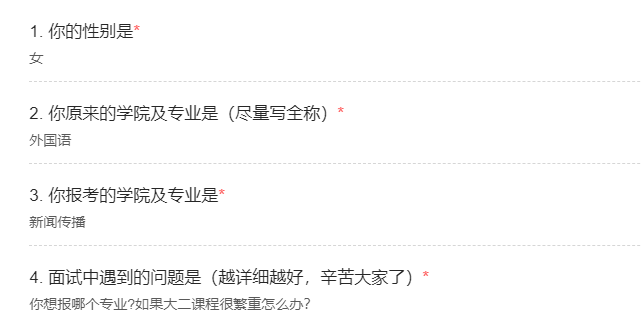 1. 你的性别是*
女
2. 你原来的学院及专业是（尽量写全称）*
外国语
3. 你报考的学院及专业是*
新闻传播
4. 面试中遇到的问题是（越详细越好，辛苦大家了）*
你想报哪个专业?如果大二课程很繁重怎么办?